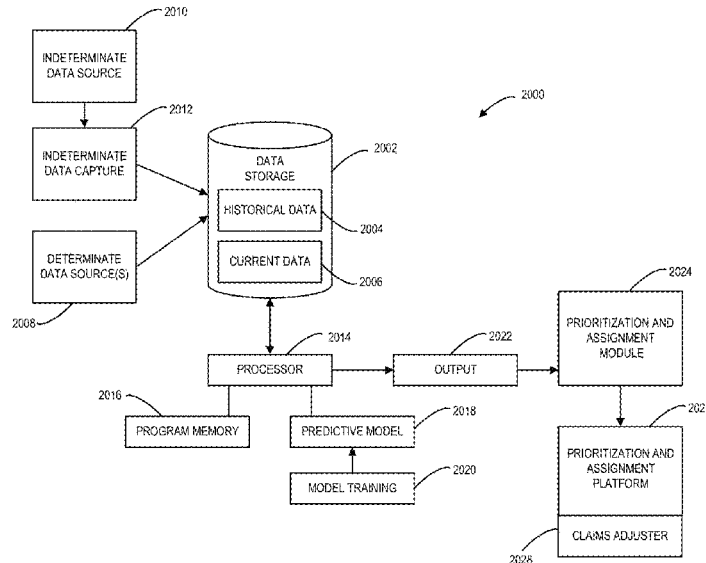 2010
INDETERMINATE
DATA SOURCE
2012
INDETERMINATE
DATA CAPTURE
DETERMINATE
DATA SOURCE(S)
2008
2000
DATA
STORAGE
2002
HISTORICAL DATA
2004
CURRENT DATA
2006
PROCESSOR
2014
OUTPUT
2022
2024
PRIORITIZATION AND
ASSIGNMENT
MODULE
2016
PROGRAM MEMORY
PREDICTIVE MODEL
2018
MODEL TRAINING
2020
202
PRIORITIZATION AND
ASSIGNMENT
PLATFORM
CLAIMS ADJUSTER
2028